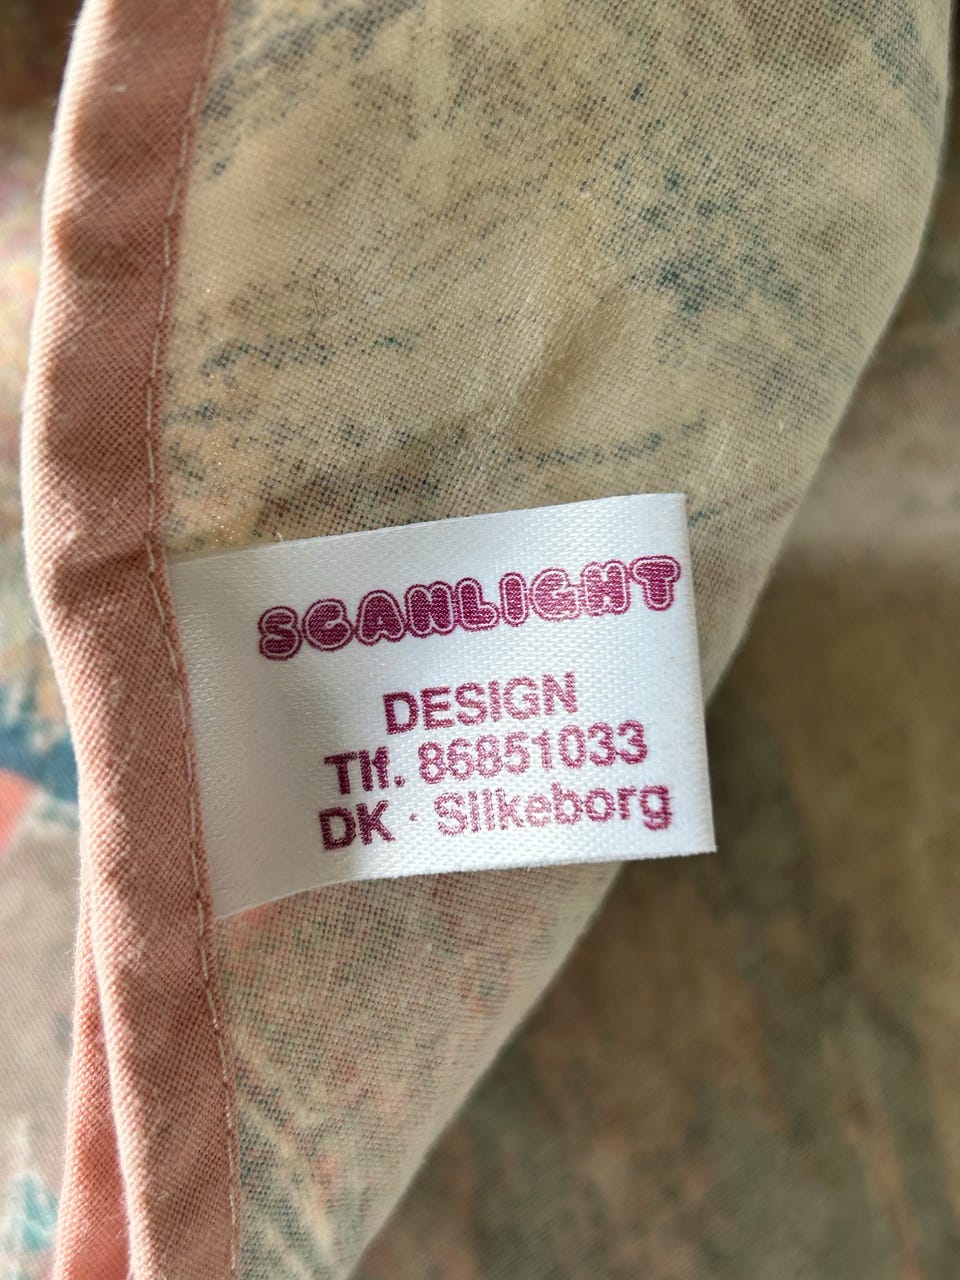 SCANLIGHT
DESIGN
Tlf. 86851033
DK · Silkeborg